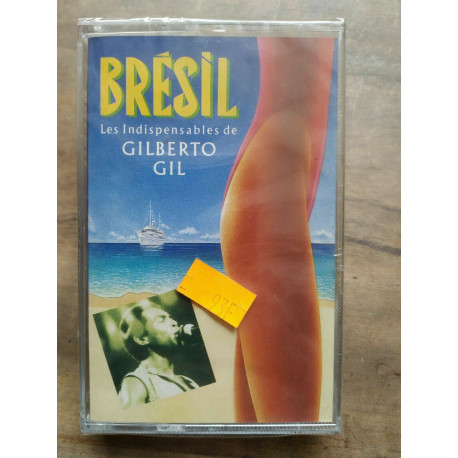 BRÉSIL
Les Indispensables de
GILBERTO
GIL